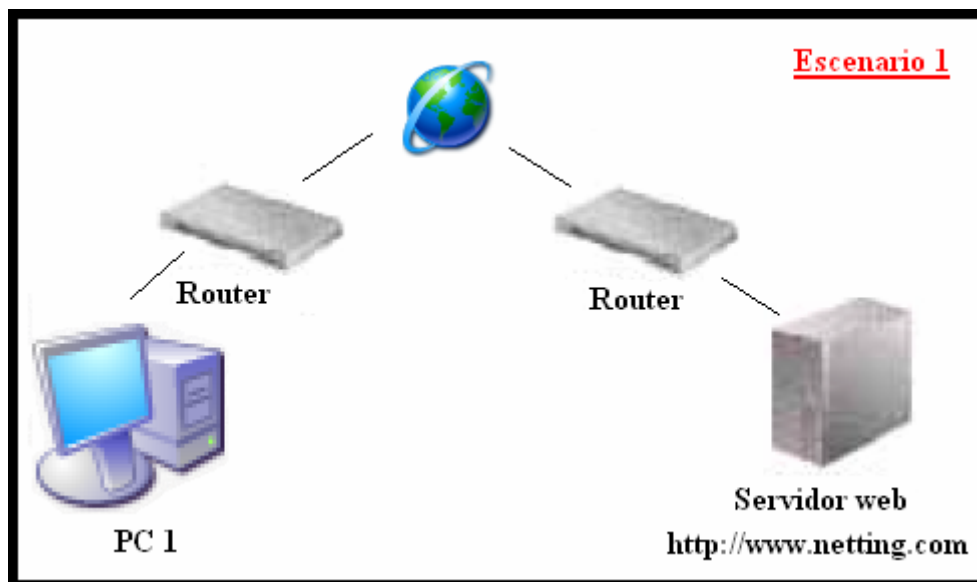 Escenario 1
Router
Router
PC 1
Servidor web
http://www.netting.com